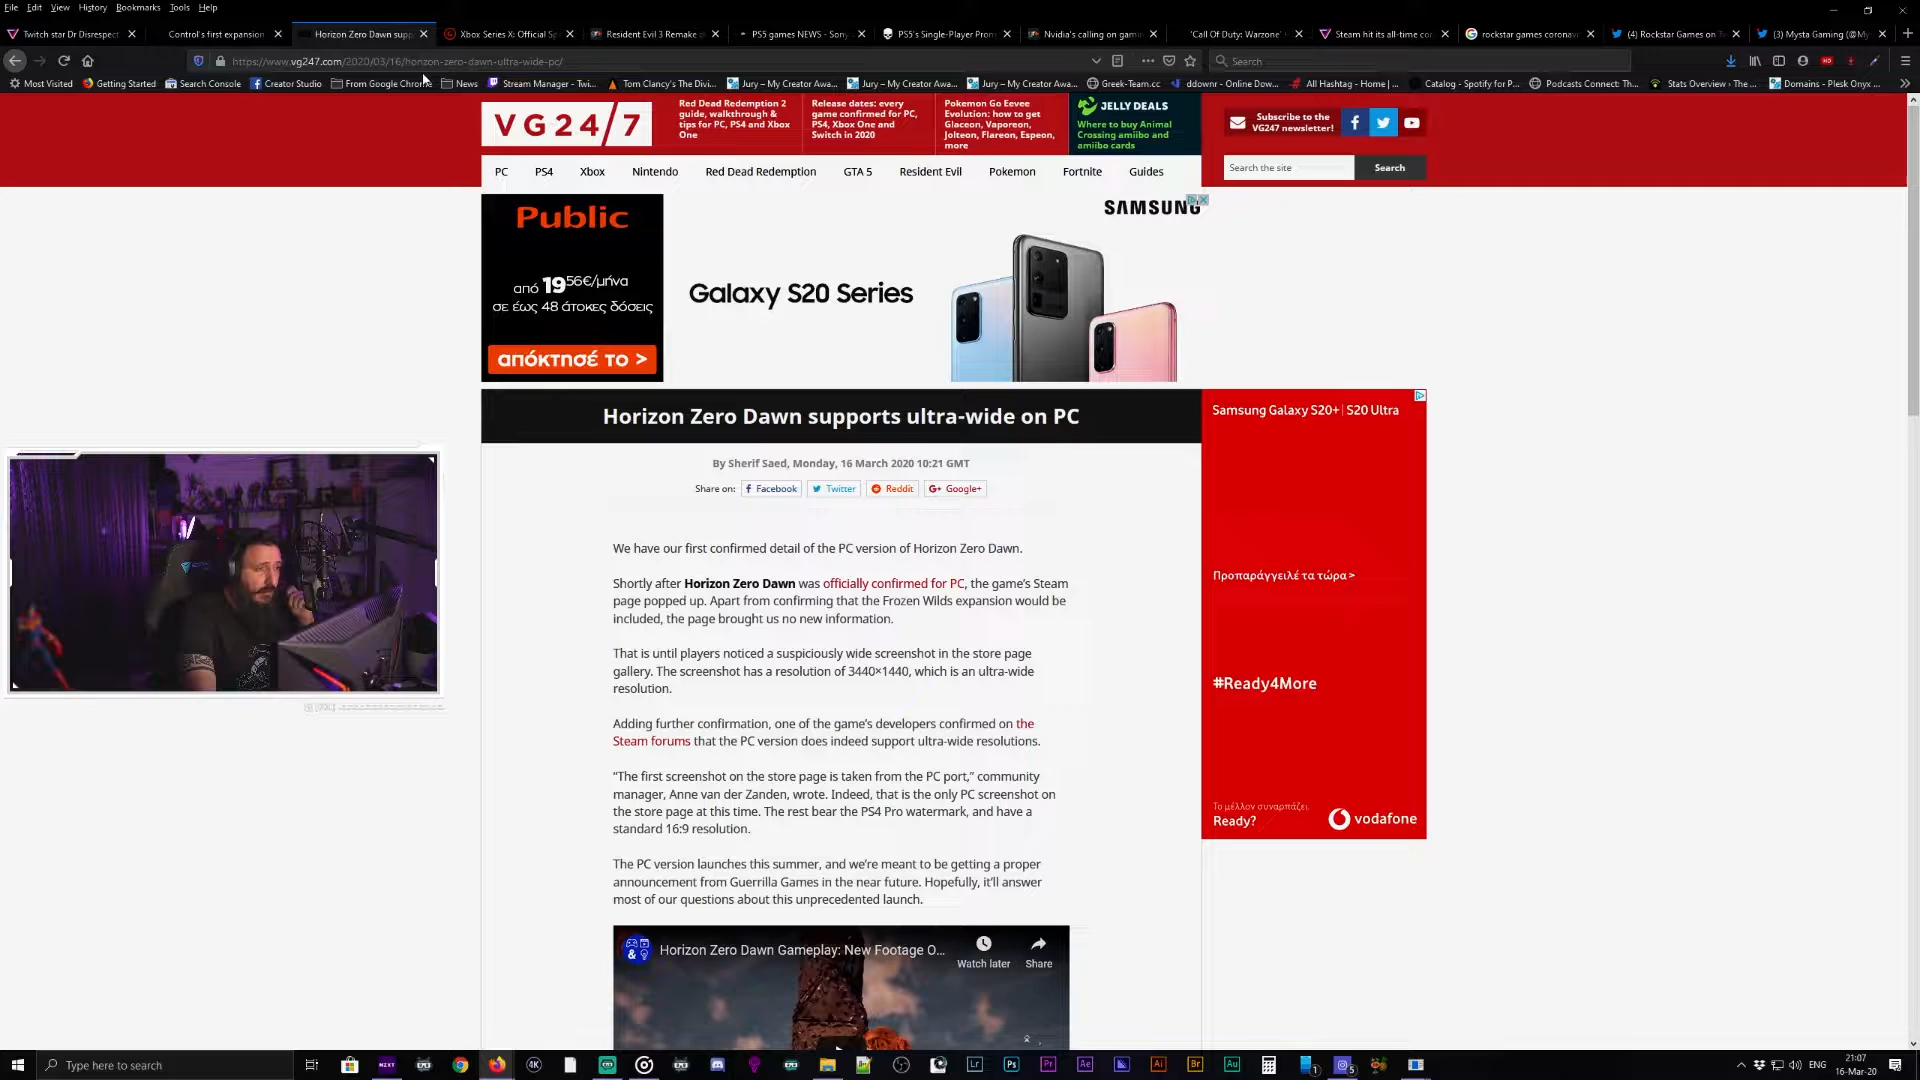 File Edit View History Bookmarks Tools Help
Twitch star Dr Disrespect
Control's first expansion
Horizon Zero Dawn supp
Xbox Series X: Official Sp
Resident Evil 3 Remake
PS5 games NEWS - Sony
PS5's Single-Player Prom
Nvidia's calling on gamin
'Call Of Duty: Warzone'
Steam hit its all-time co
rockstar games coronav
(4) Rockstar Games on Tw
(3) Mysta Gaming (@My
https://www.vg247.com/2020/03/16/horizon-zero-dawn-ultra-wide-pc/
Search
Most Visited
Getting Started
Search Console
Creator Studio
From Google Chrome
News
Stream Manager - Twi...
Tom Clancy's The Divi...
Jury – My Creator Awa...
Jury – My Creator Awa...
Jury – My Creator Awa...
Greek-Team.cc
ddownr - Online Dow...
All Hashtag - Home | ...
Catalog - Spotify for P...
Podcasts Connect: Th...
Stats Overview ‹ The ...
Domains - Plesk Onyx ...
VG24/7
Red Dead Redemption 2
guide, walkthrough &
tips for PC, PS4 and Xbox
One
Release dates: every
game confirmed for PC,
PS4, Xbox One and
Switch in 2020
Pokemon Go Eevee
Evolution: how to get
Glaceon, Vaporeon,
Jolteon, Flareon, Espeon,
more
JELLY DEALS
Where to buy Animal
Crossing amiibo and
amiibo cards
Subscribe to the
VG247 newsletter!
Search the site
Search
PC PS4 Xbox Nintendo Red Dead Redemption GTA 5 Resident Evil Pokemon Fortnite Guides
Public
από 19,56€/μήνα
σε έως 48 άτοκες δόσεις
απόκτησέ το >
SAMSUNG
Galaxy S20 Series
Horizon Zero Dawn supports ultra-wide on PC
By Sherif Saed, Monday, 16 March 2020 10:21 GMT
Share on: Facebook Twitter Reddit Google+
We have our first confirmed detail of the PC version of Horizon Zero Dawn.
Shortly after Horizon Zero Dawn was officially confirmed for PC, the game's Steam
page popped up. Apart from confirming that the Frozen Wilds expansion would be
included, the page brought us no new information.
That is until players noticed a suspiciously wide screenshot in the store page
gallery. The screenshot has a resolution of 3440×1440, which is an ultra-wide
resolution.
Adding further confirmation, one of the game's developers confirmed on the
Steam forums that the PC version does indeed support ultra-wide resolutions.
"The first screenshot on the store page is taken from the PC port," community
manager, Anne van der Zanden, wrote. Indeed, that is the only PC screenshot on
the store page at this time. The rest bear the PS4 Pro watermark, and have a
standard 16:9 resolution.
The PC version launches this summer, and we're meant to be getting a proper
announcement from Guerrilla Games in the near future. Hopefully, it'll answer
most of our questions about this unprecedented launch.
Horizon Zero Dawn Gameplay: New Footage O...
Watch later
Share
Samsung Galaxy S20+ | S20 Ultra
Προπαράγγειλέ τα τώρα >
#Ready4More
Το μέλλον συναρπάζει.
Ready?
vodafone
Type here to search
NZXT
4K
Lr
Ps
Pr
Ae
Ai
Br
Au
1
5
ENG
21:07
16-Mar-20